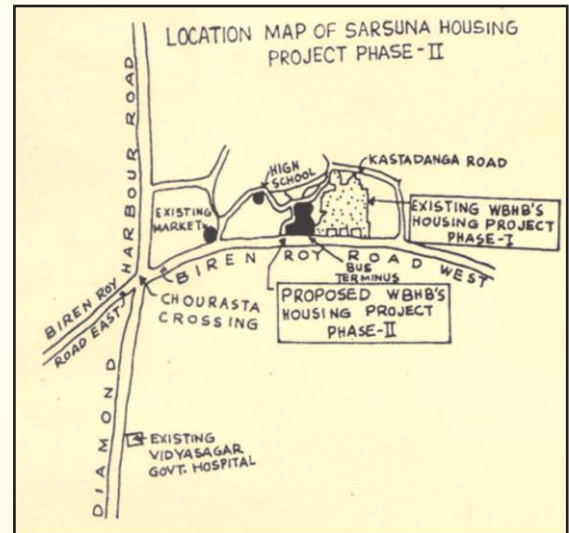 LOCATION MAP OF SARSUNA HOUSING
PROJECT PHASE-II
DIAMOND HARBOUR ROAD
KASTADANGA ROAD
HIGH
SCHOOL
EXISTING
MARKET
EXISTING WBHB'S
HOUSING PROJECT
PHASE-I
BIREN ROY ROAD WEST
BUS
TERMINUS
BIREN ROY
ROAD EAST
CHOURASTA
CROSSING
PROPOSED WBHB'S
HOUSING PROJECT
PHASE-II
EXISTING
VIDYASAGAR
GOVT. HOSPITAL